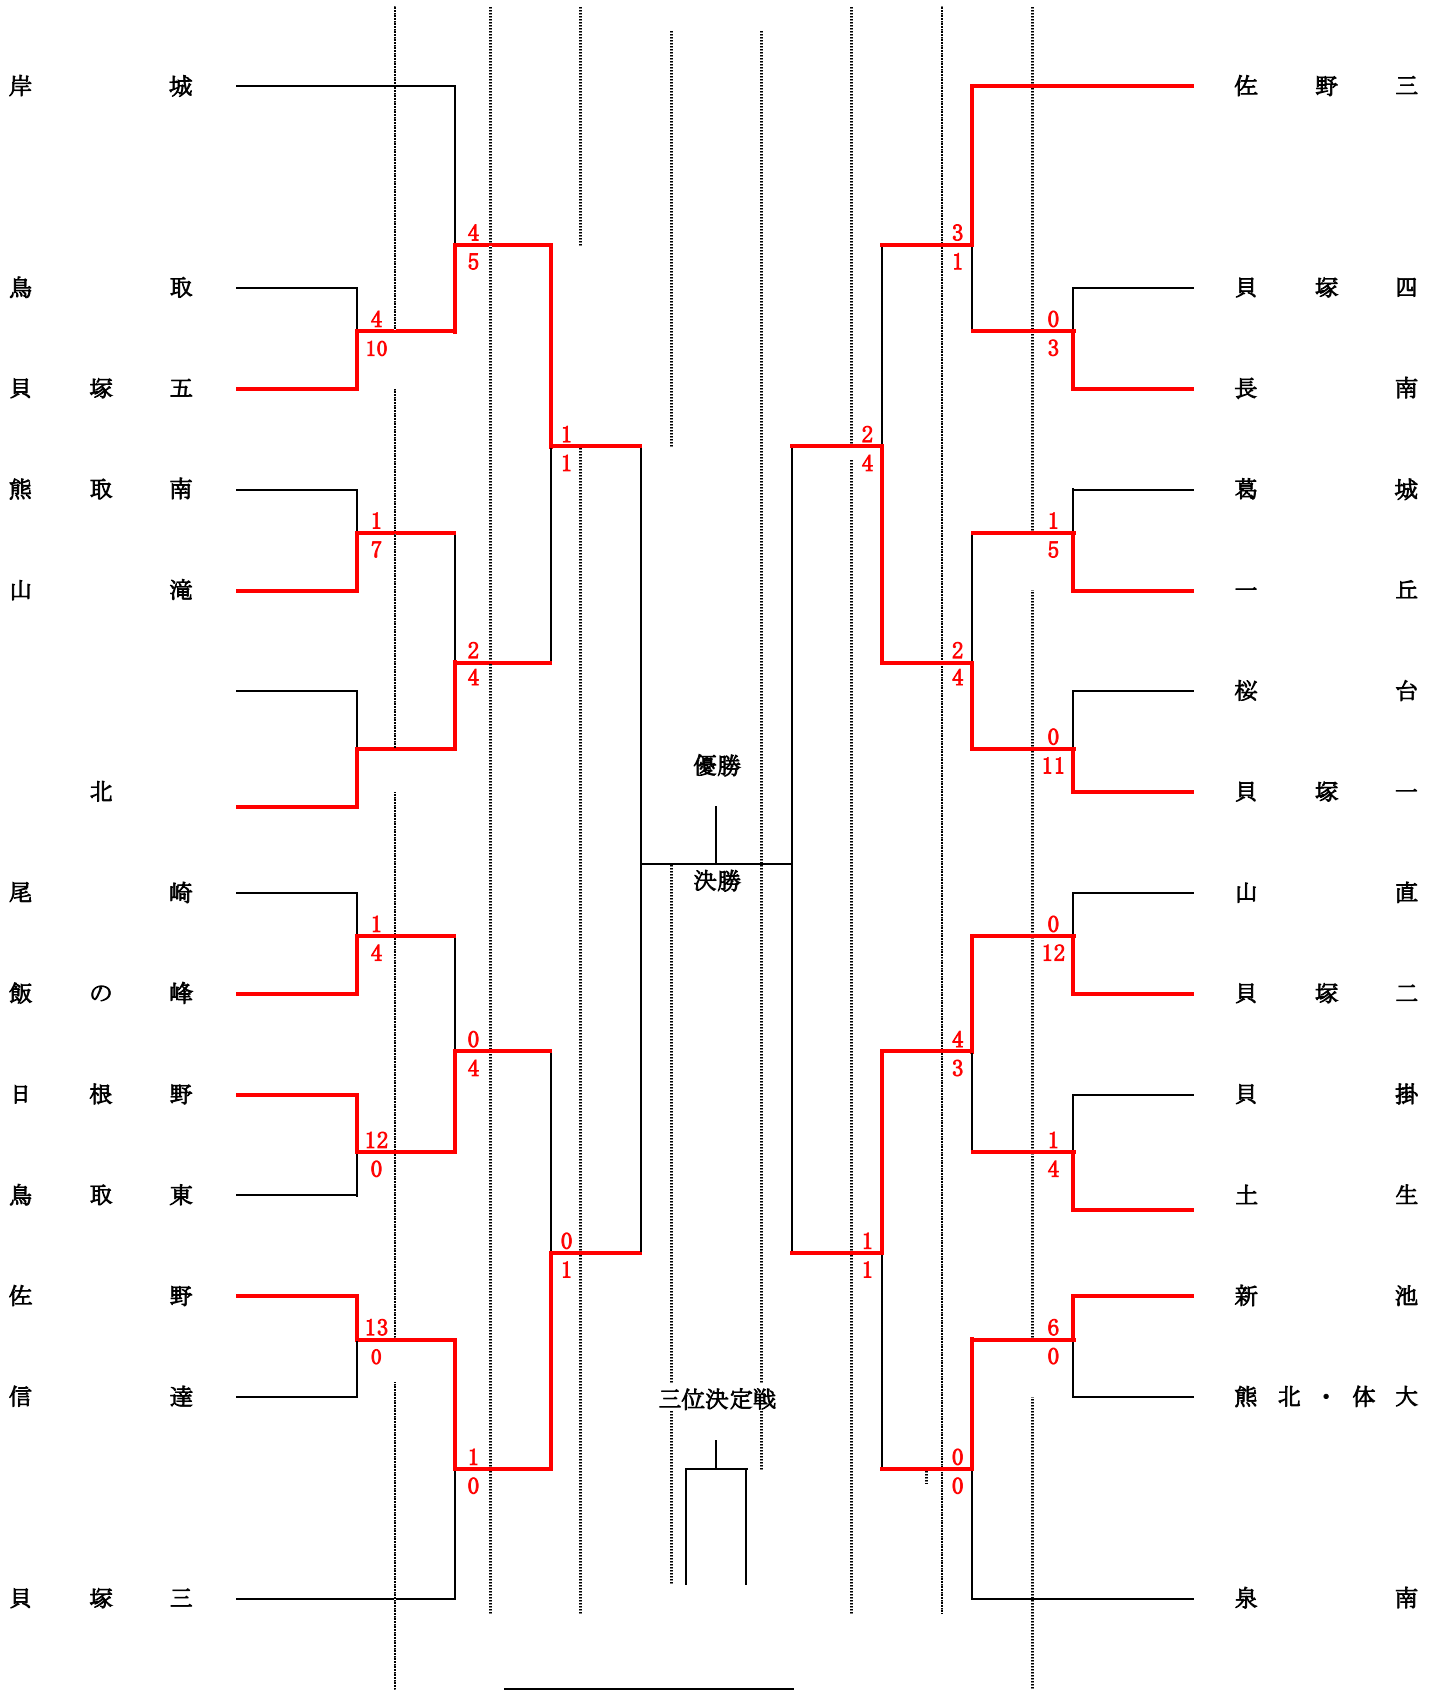 岸城
佐野三
4
3
5
1
鳥取
貝塚四
4
0
10
3
貝塚五
長南
1
2
1
4
熊取南
葛城
1
1
7
5
山滝
一丘
2
2
4
4
桜台
0
優勝
11
北
貝塚一
決勝
尾崎
山直
1
0
4
12
飯の峰
貝塚二
0
4
4
3
日根野
貝掛
12
1
0
4
鳥取東
土生
0
1
1
1
佐野
新池
13
6
0
0
信達
三位決定戦
熊北・体大
1
0
0
0
貝塚三
泉南